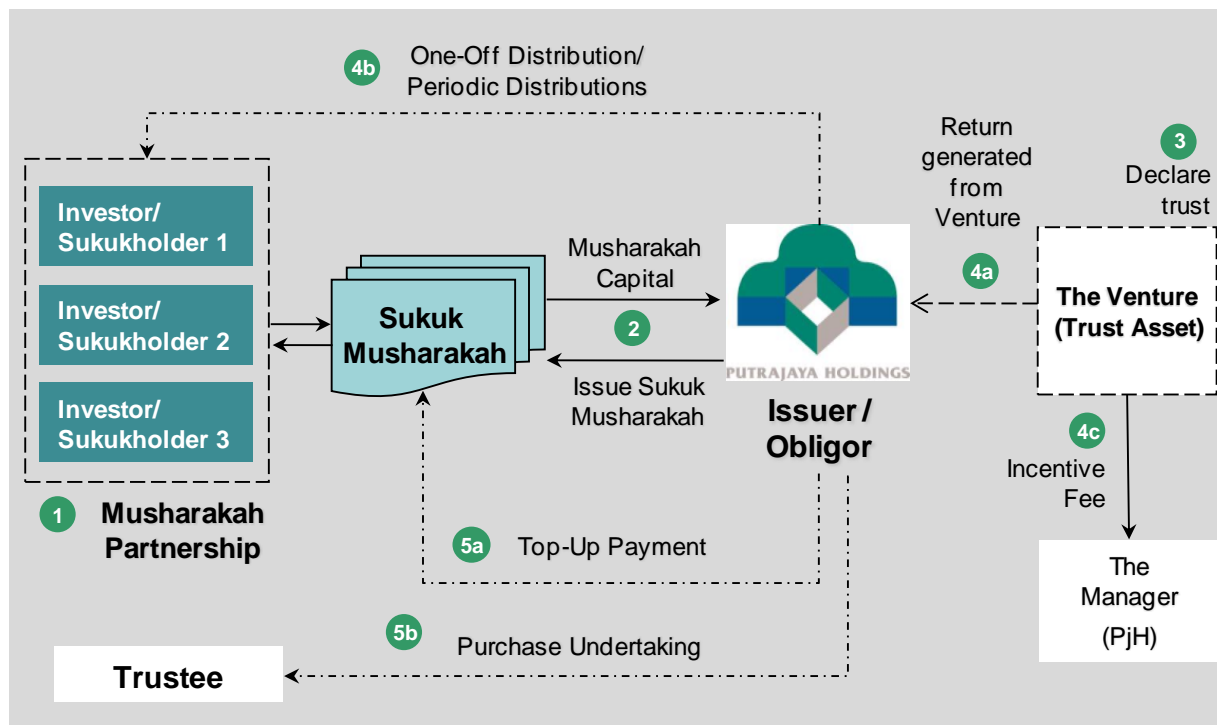 4b
One-Off Distribution/
Periodic Distributions
Return
generated
from
Venture
3
Declare
trust
Investor/
Sukukholder 1
Investor/
Sukukholder 2
Investor/
Sukukholder 3
Sukuk
Musharakah
Musharakah
Capital
2
Issue Sukuk
Musharakah
PUTRAJAYA HOLDINGS
Issuer /
Obligor
4a
The Venture
(Trust Asset)
4c
Incentive
Fee
1
Musharakah
Partnership
5a
Top-Up Payment
5b
Purchase Undertaking
Trustee
The
Manager
(PjH)